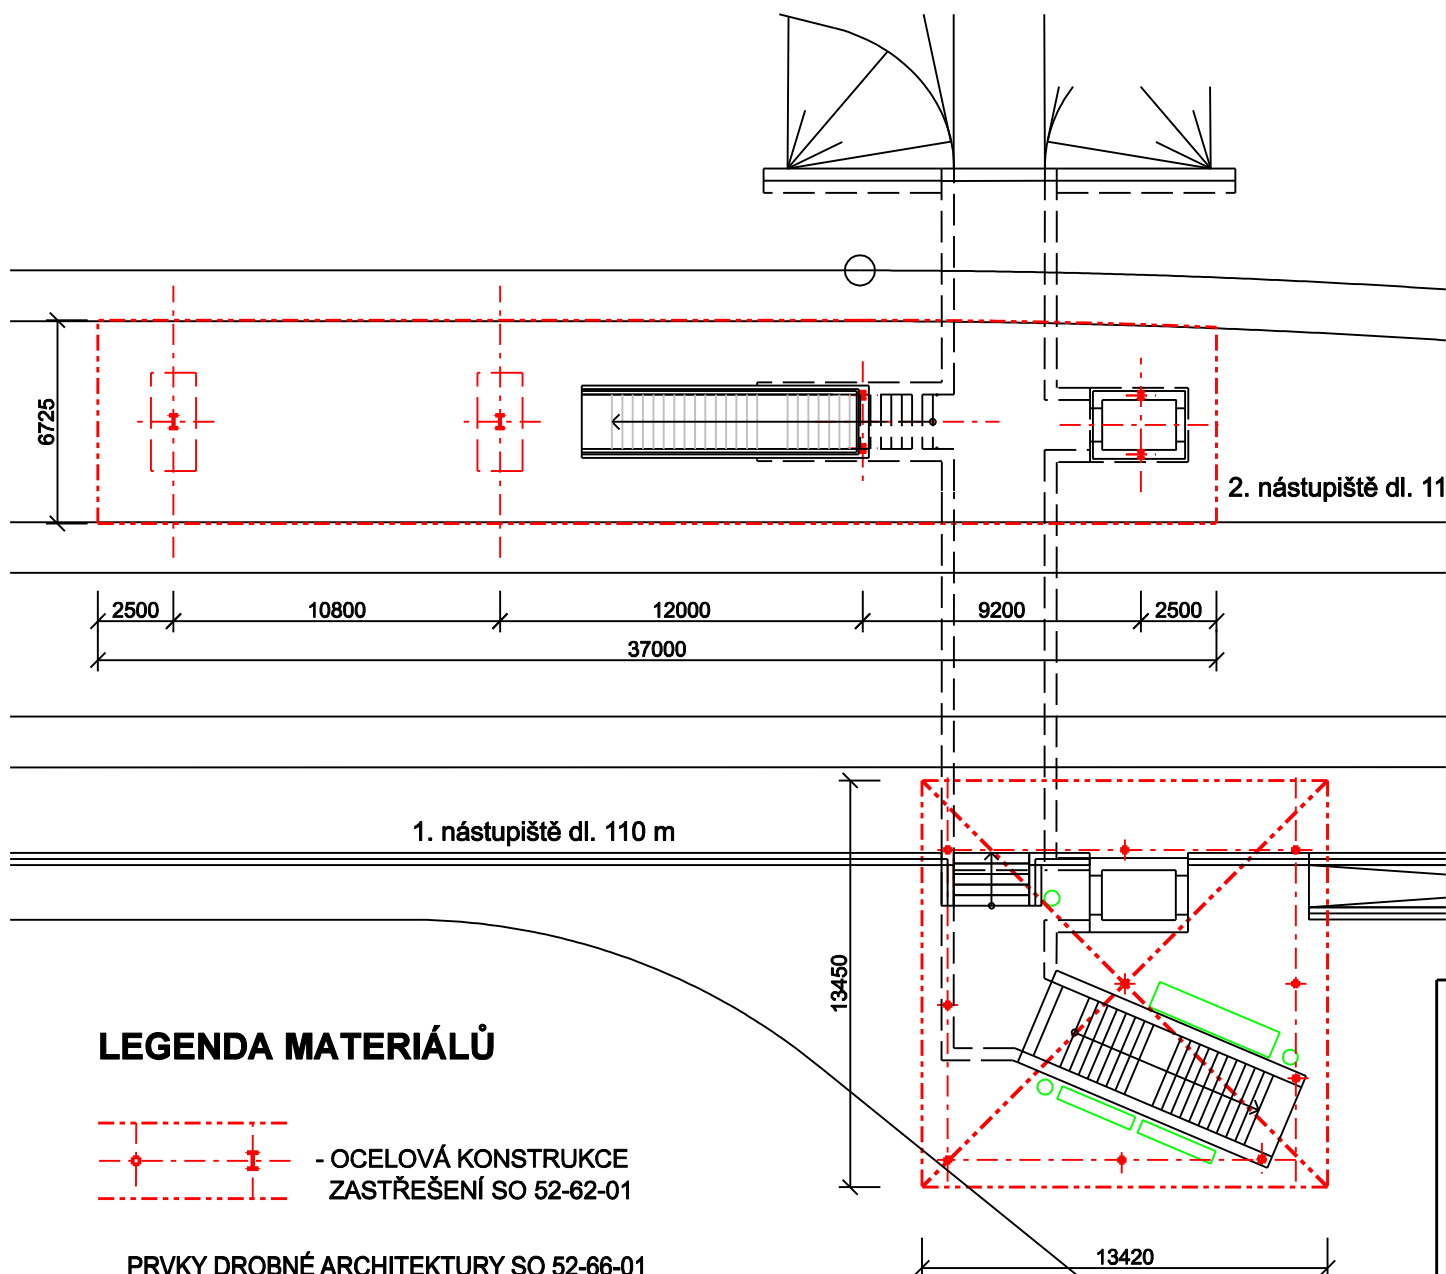 6725
2. nástupiště dl. 11
2500
10800
12000
9200
2500
37000
1. nástupiště dl. 110 m
13450
LEGENDA MATERIÁLŮ
- OCELOVÁ KONSTRUKCE
ZASTŘEŠENÍ SO 52-62-01
13420
PRVKY DROBNÉ ARCHITEKTURY SO 52-66-01